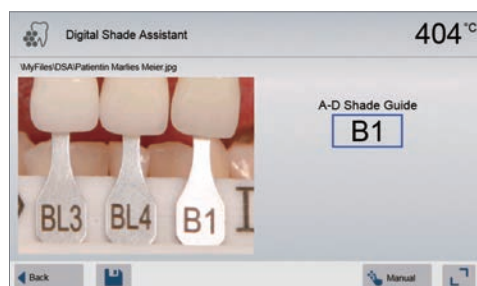 Digital Shade Assistant
404 °C
\MyFiles\DSA\Patientin Marlies Meier.jpg
A-D Shade Guide
B1
BL3 BL4 B1
Back
Manual